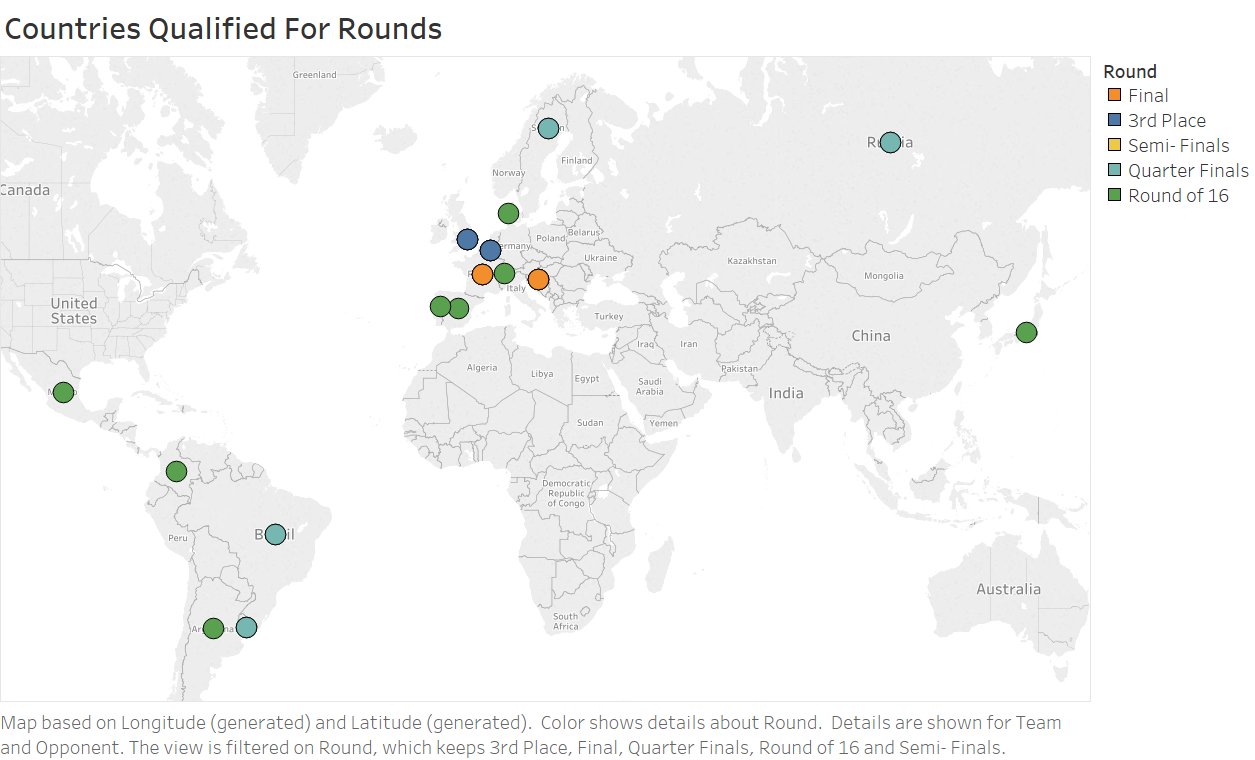 Countries Qualified For Rounds
Round
Final
3rd Place
Semi- Finals
Quarter Finals
Round of 16
Greenland
Canada
Finland
Norway
Poland
Belarus
Ukraine
Kazakhstan
Mongolia
Italy
United
States
Turkey
China
Iraq
Iran
Pakistan
Algeria
Libya
Egypt
Saudi
Arabia
India
Sudan
Yemen
Democratic
Republic
of Congo
Peru
Australia
South
Africa
Map based on Longitude (generated) and Latitude (generated).  Color shows details about Round.  Details are shown for Team
and Opponent. The view is filtered on Round, which keeps 3rd Place, Final, Quarter Finals, Round of 16 and Semi- Finals.